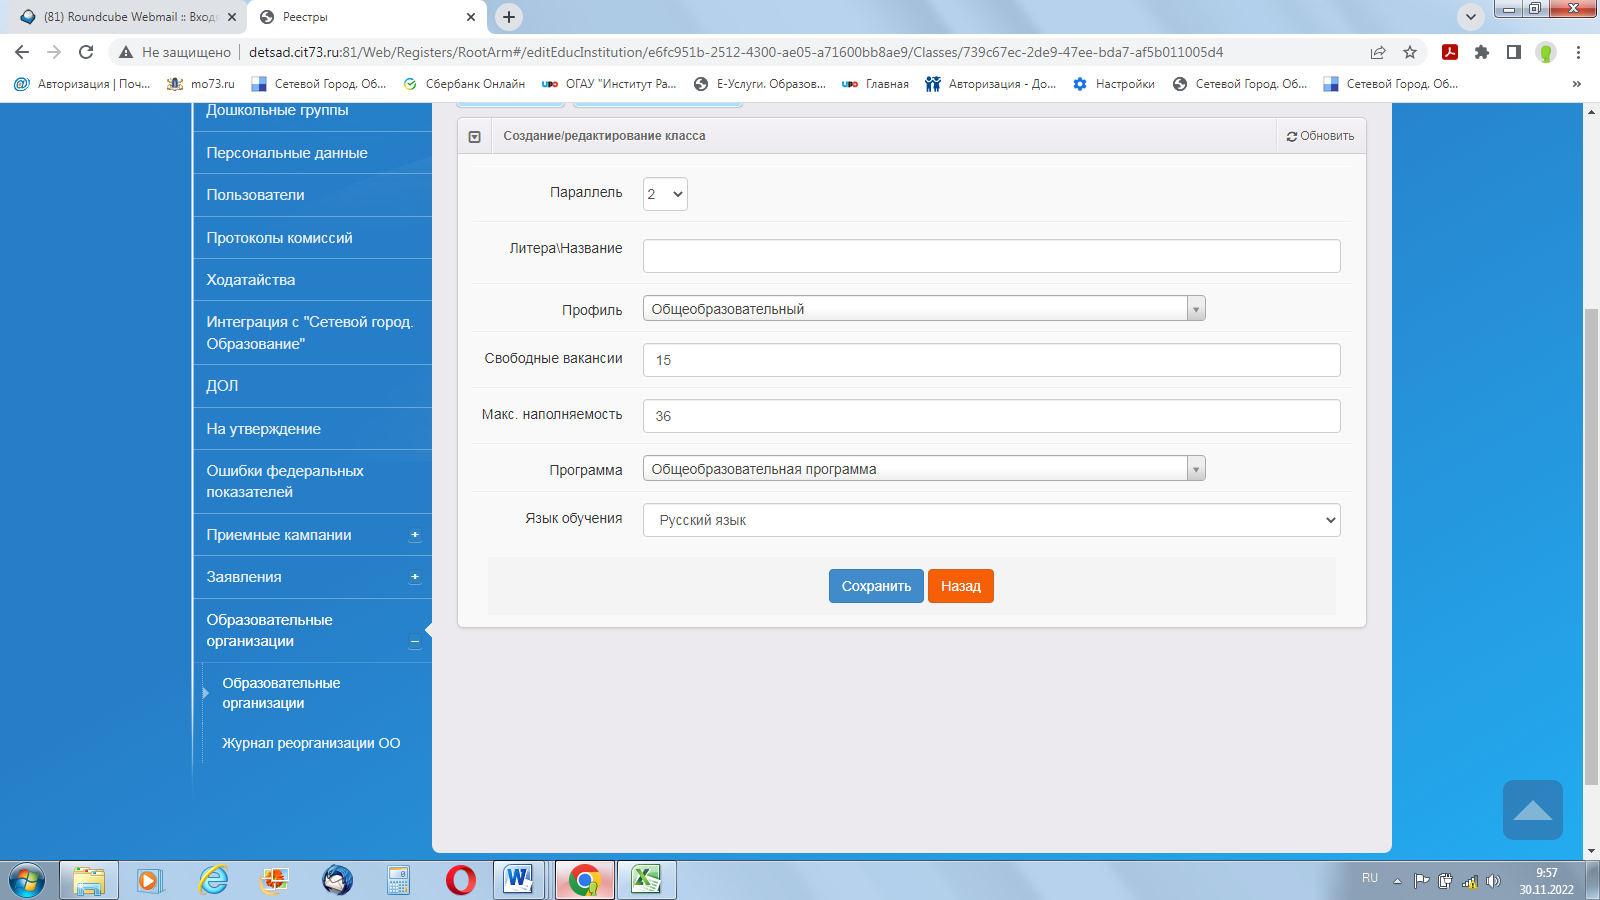 (81) Roundcube Webmail :: Вход
Реестры
Не защищено
detsad.cit73.ru:81/Web/Registers/RootArm#/editEducInstitution/e6fc951b-2512-4300-ae05-a71600bb8ae9/Classes/739c67ec-2de9-47ee-bda7-af5b011005d4
Авторизация | Поч...
mo73.ru
Сетевой Город. Об...
Сбербанк Онлайн
ОГАУ "Институт Ра...
Е-Услуги. Образов...
Главная
Авторизация - До...
Настройки
Сетевой Город. Об...
Сетевой Город. Об...
»
Дошкольные группы
Персональные данные
Пользователи
Протоколы комиссий
Ходатайства
Интеграция с "Сетевой город.
Образование"
ДОЛ
На утверждение
Ошибки федеральных
показателей
Приемные кампании
Заявления
Образовательные
организации
Образовательные
организации
Журнал реорганизации ОО
Создание/редактирование класса
Обновить
Параллель
2
Литера\Название
Профиль
Общеобразовательный
Свободные вакансии
15
Макс. наполняемость
36
Программа
Общеобразовательная программа
Язык обучения
Русский язык
Сохранить
Назад
RU
9:57
30.11.2022